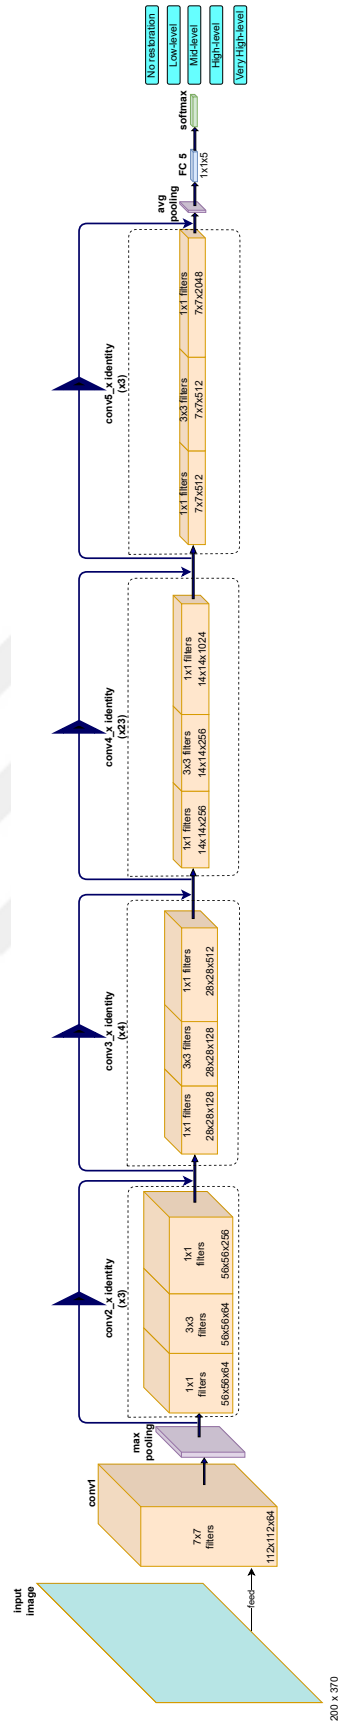 input
image
200 x 370
feed
conv1
7x7
filters
112x112x64
max
pooling
conv2_x identity
(x3)
1x1
filters
56x56x64
3x3
filters
56x56x64
1x1
filters
56x56x256
conv3_x identity
(x4)
1x1 filters
28x28x128
3x3 filters
28x28x128
1x1 filters
28x28x512
conv4_x identity
(x23)
1x1 filters
14x14x256
3x3 filters
14x14x256
1x1 filters
14x14x1024
conv5_x identity
(x3)
1x1 filters
7x7x512
3x3 filters
7x7x512
1x1 filters
7x7x2048
avg
pooling
FC 5
1x1x5
softmax
No restoration
Low-level
Mid-level
High-level
Very High-level